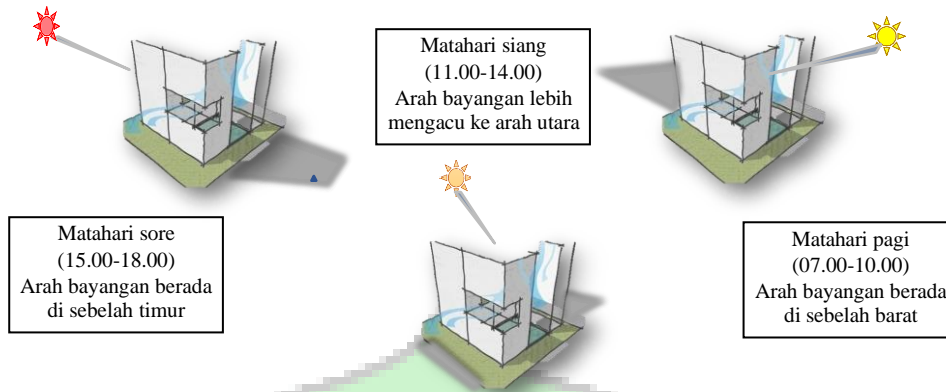 Matahari siang
(11.00-14.00)
Arah bayangan lebih
mengacu ke arah utara
Matahari sore
(15.00-18.00)
Arah bayangan berada
di sebelah timur
Matahari pagi
(07.00-10.00)
Arah bayangan berada
di sebelah barat